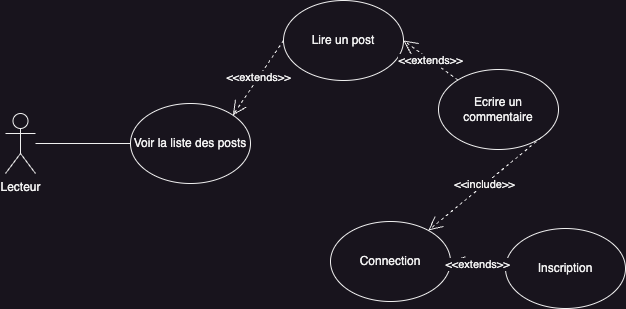 Lire un post
<<extends>>
<<extends>>
Ecrire un
commentaire
Voir la liste des posts
Lecteur
<<include>>
Connection
<<extends>>
Inscription